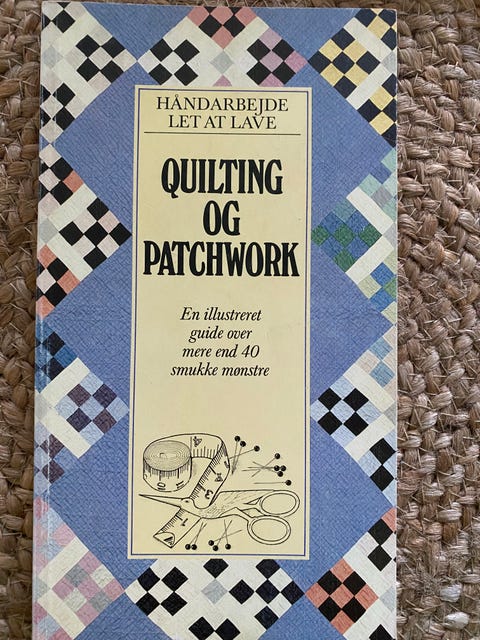 HÅNDARBEJDE
LET AT LAVE
QUILTING
OG
PATCHWORK
En illustreret
guide over
mere end 40
smukke mønstre